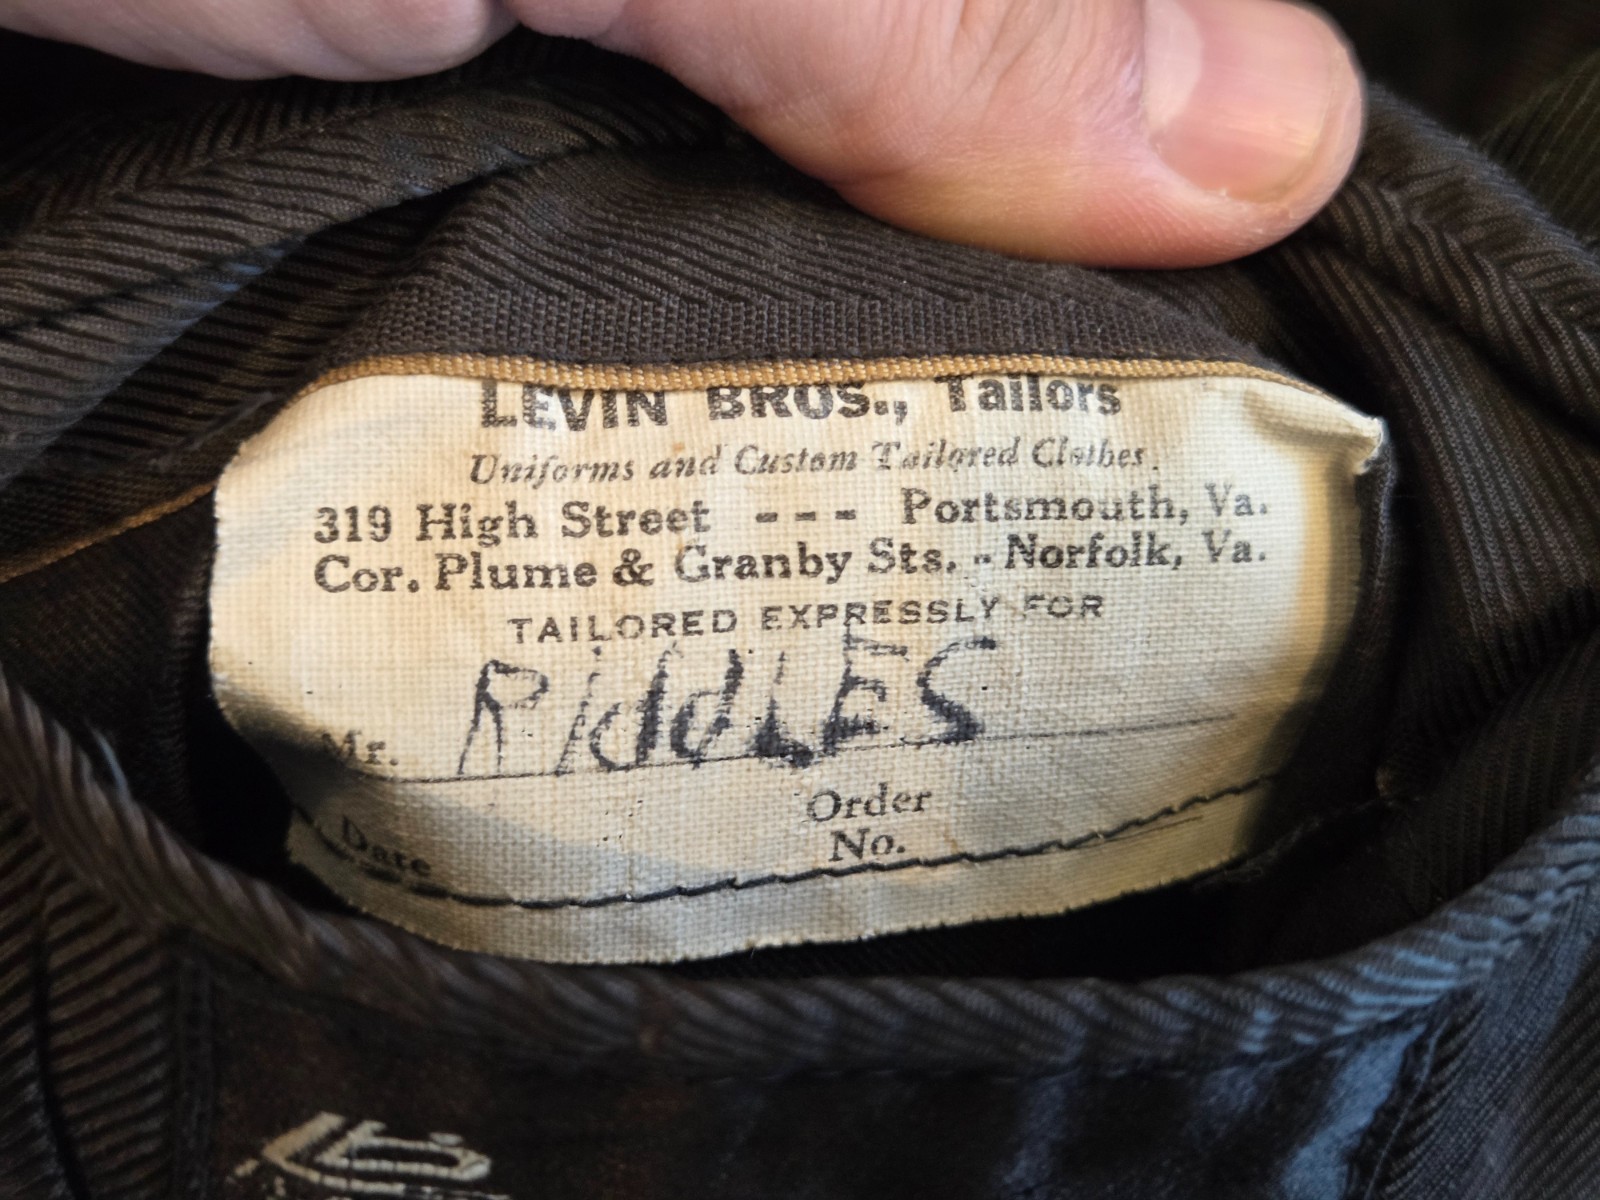 LEVIN BROS., Tailors
Uniforms and Custom Tailored Clothes.
319 High Street --- Portsmouth, Va.
Cor. Plume & Granby Sts. - Norfolk, Va.
TAILORED EXPRESSLY FOR
Mr. RiddLES
Date Order No.